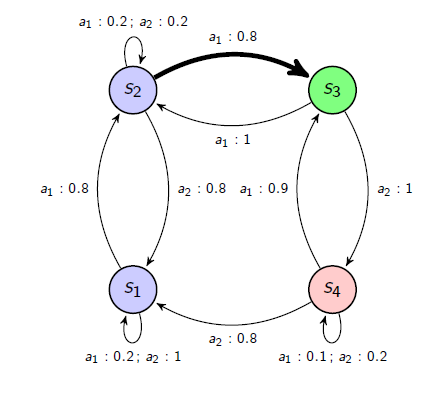 a₁ : 0.2; a₂ : 0.2
a₁ : 0.8
s₂
s₃
a₁ : 1
a₁ : 0.8
a₂ : 0.8
a₁ : 0.9
a₂ : 1
s₁
s₄
a₂ : 0.8
a₁ : 0.2; a₂ : 1
a₁ : 0.1; a₂ : 0.2